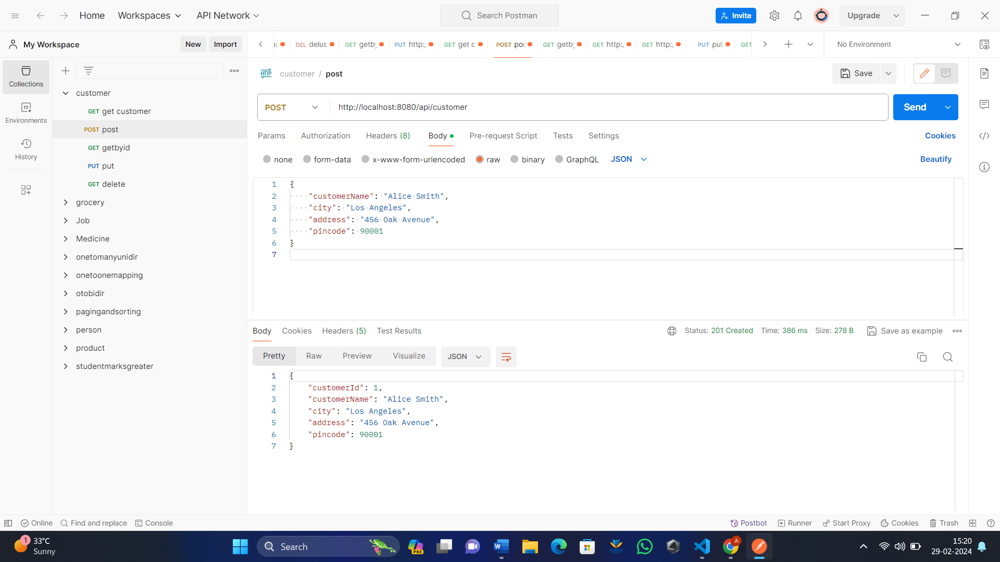 Home
Workspaces
API Network
Search Postman
Invite
Upgrade
My Workspace
New
Import
DEL delus
GET getby
PUT http:,
GET get c
POST pos
GET getby
GET http:,
GET http:,
PUT put
GET
No Environment
Collections
Environments
History
customer
GET get customer
POST post
GET getbyid
PUT put
GET delete
grocery
Job
Medicine
onetomanyunidir
onetoonemapping
otobidir
pagingandsorting
person
product
studentmarksgreater
HTTP customer / post
Save
POST
http://localhost:8080/api/customer
Send
Params
Authorization
Headers (8)
Body
Pre-request Script
Tests
Settings
Cookies
none
form-data
x-www-form-urlencoded
raw
binary
GraphQL
JSON
Beautify
1 {
2 "customerName": "Alice Smith",
3 "city": "Los Angeles",
4 "address": "456 Oak Avenue",
5 "pincode": 90001
6 }
7
Body
Cookies
Headers (5)
Test Results
Status: 201 Created
Time: 386 ms
Size: 278 B
Save as example
Pretty
Raw
Preview
Visualize
JSON
1 {
2 "customerId": 1,
3 "customerName": "Alice Smith",
4 "city": "Los Angeles",
5 "address": "456 Oak Avenue",
6 "pincode": 90001
7 }
Online
Find and replace
Console
Postbot
Runner
Start Proxy
Cookies
Trash
1
33°C
Sunny
Search
PRE
W
A
15:20
29-02-2024